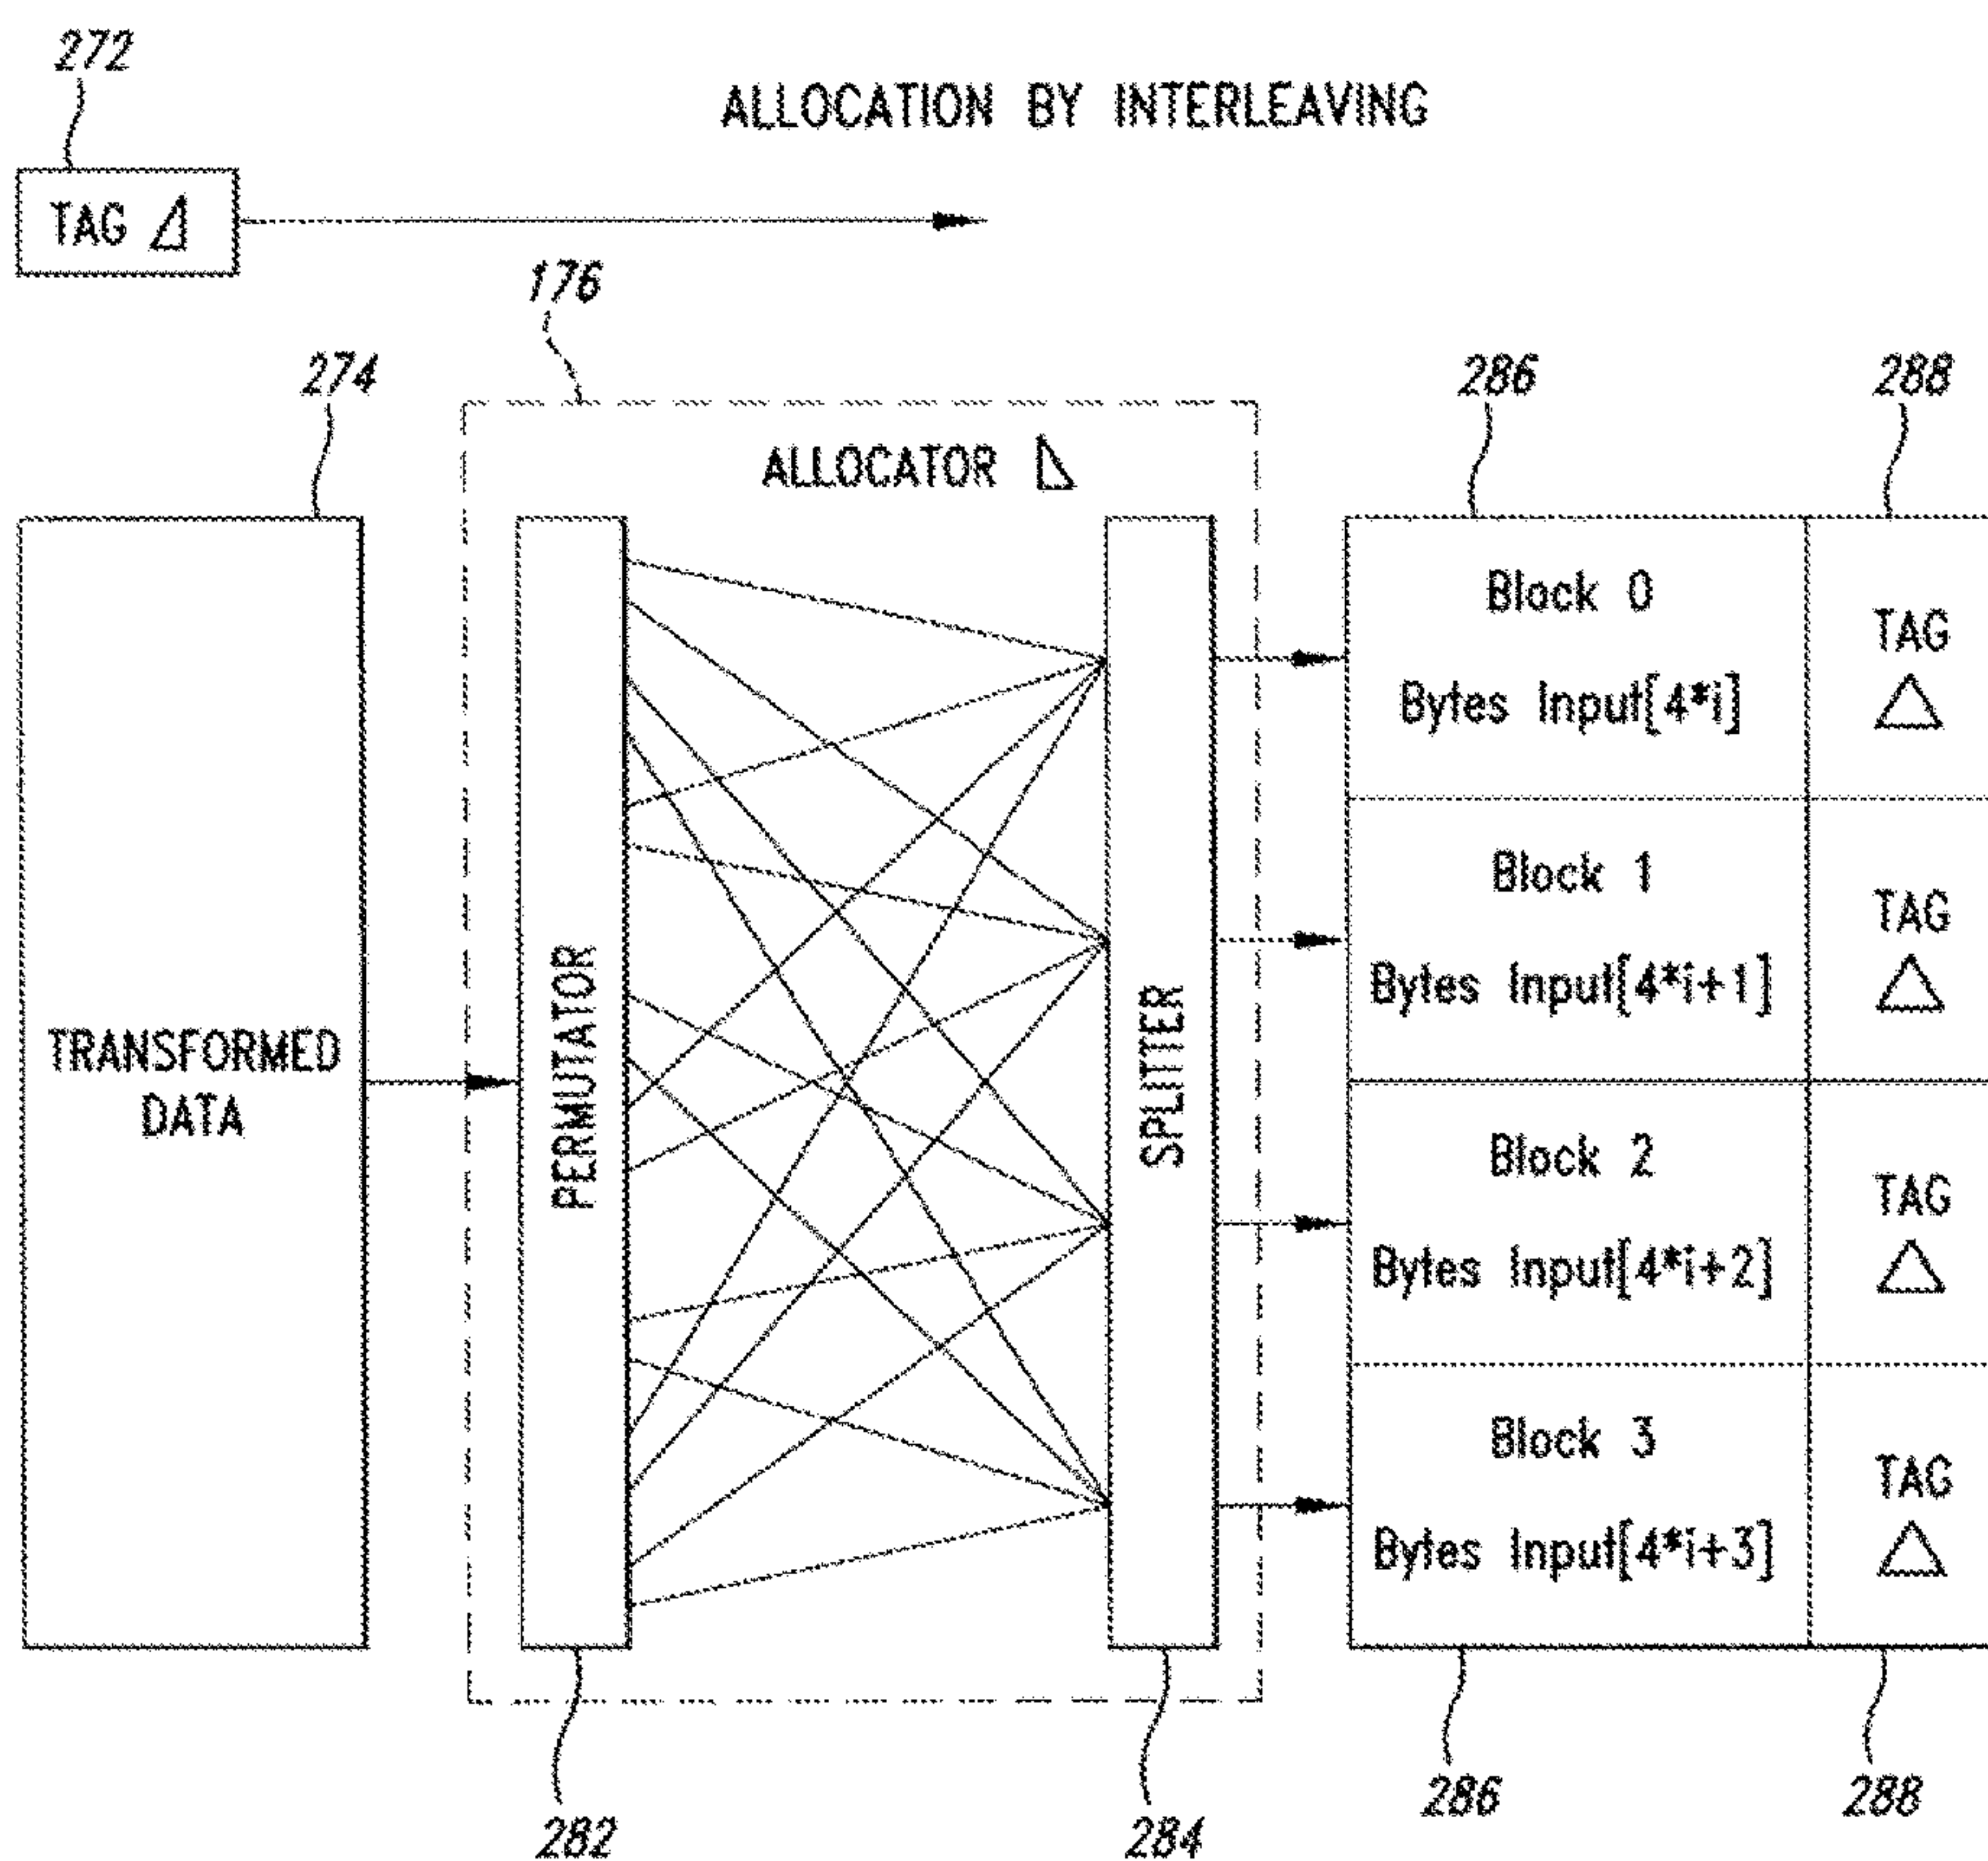 272
ALLOCATION BY INTERLEAVING
TAG
176
274
286
288
ALLOCATOR
TRANSFORMED
DATA
PERMUTATOR
SPLITTER
Block 0
Bytes Input[4*i]
TAG
Block 1
Bytes Input[4*i+1]
TAG
Block 2
Bytes Input[4*i+2]
TAG
Block 3
Bytes Input[4*i+3]
TAG
282
284
286
288